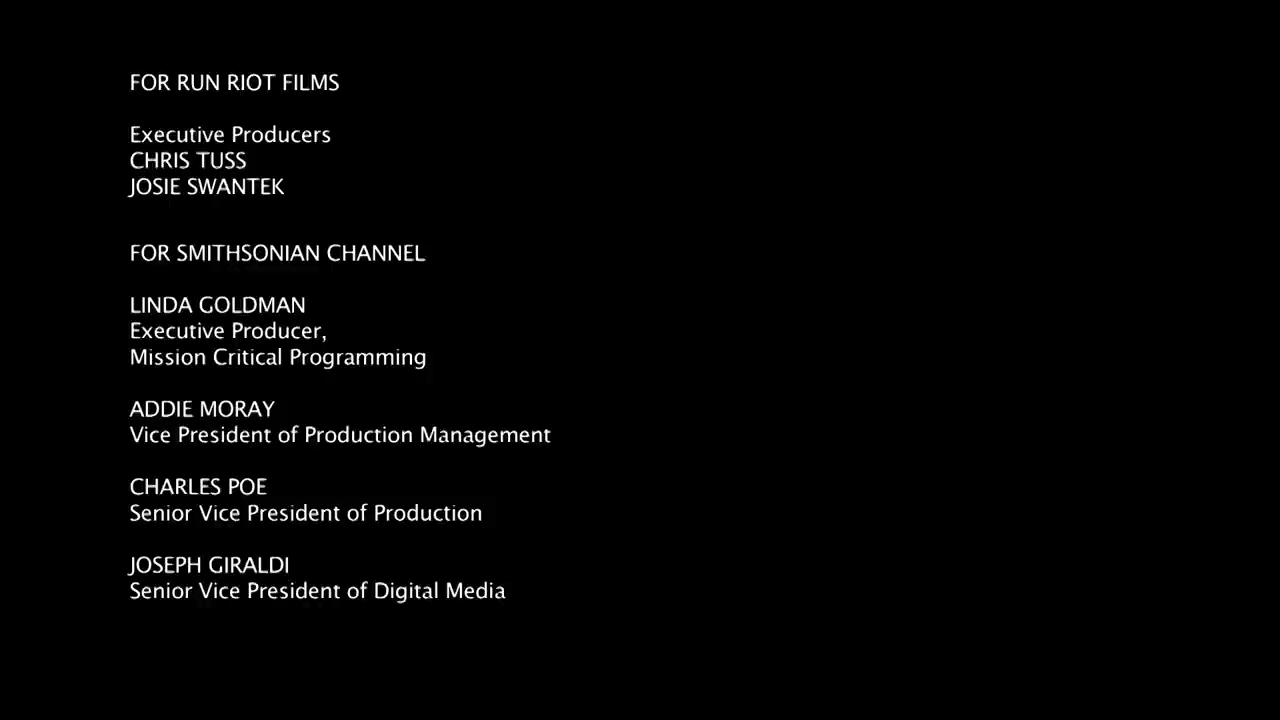 FOR RUN RIOT FILMS
Executive Producers
CHRIS TUSS
JOSIE SWANTEK
FOR SMITHSONIAN CHANNEL
LINDA GOLDMAN
Executive Producer,
Mission Critical Programming
ADDIE MORAY
Vice President of Production Management
CHARLES POE
Senior Vice President of Production
JOSEPH GIRALDI
Senior Vice President of Digital Media